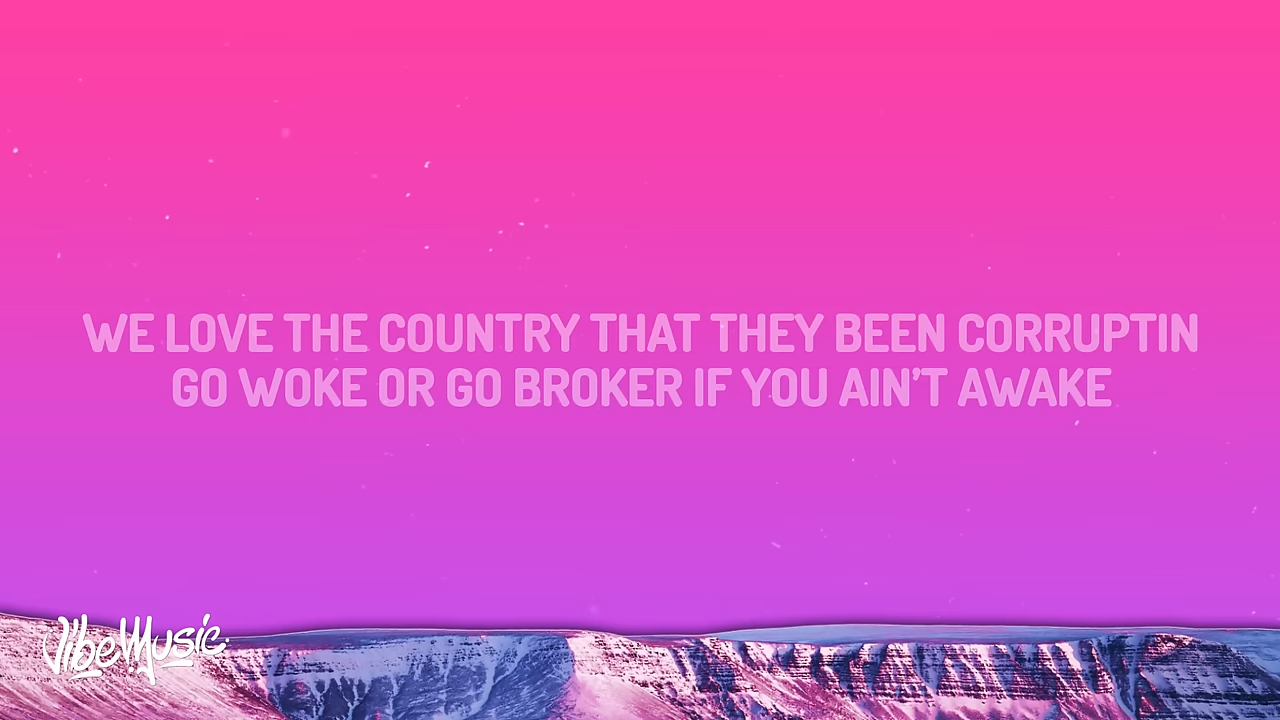 WE LOVE THE COUNTRY THAT THEY BEEN CORRUPTIN
GO WOKE OR GO BROKER IF YOU AIN’T AWAKE
VibeMusic.